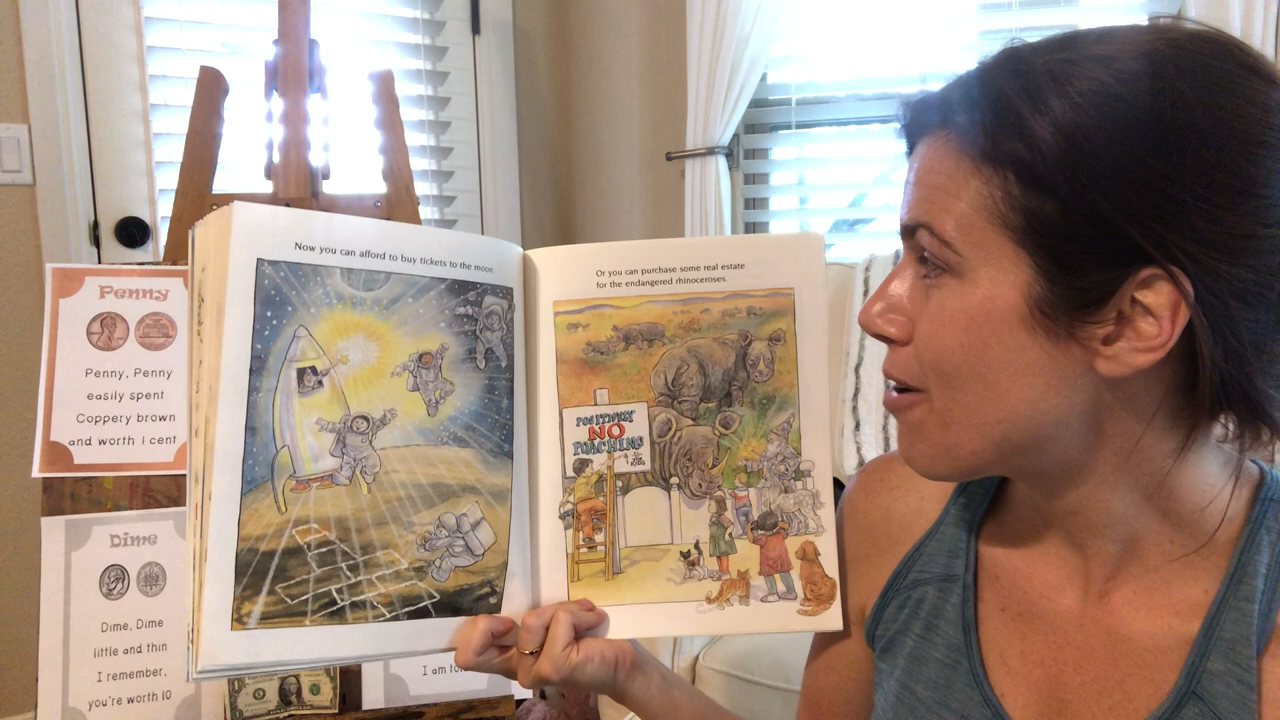 Penny
Penny, Penny
easily spent
Coppery brown
and worth 1 cent
Dime
Dime, Dime
little and thin
I remember,
you're worth 10
Now you can afford to buy tickets to the moon.
Or you can purchase some real estate
for the endangered rhinoceroses.
POSITIVELY
NO
POACHING
KIDS
I am